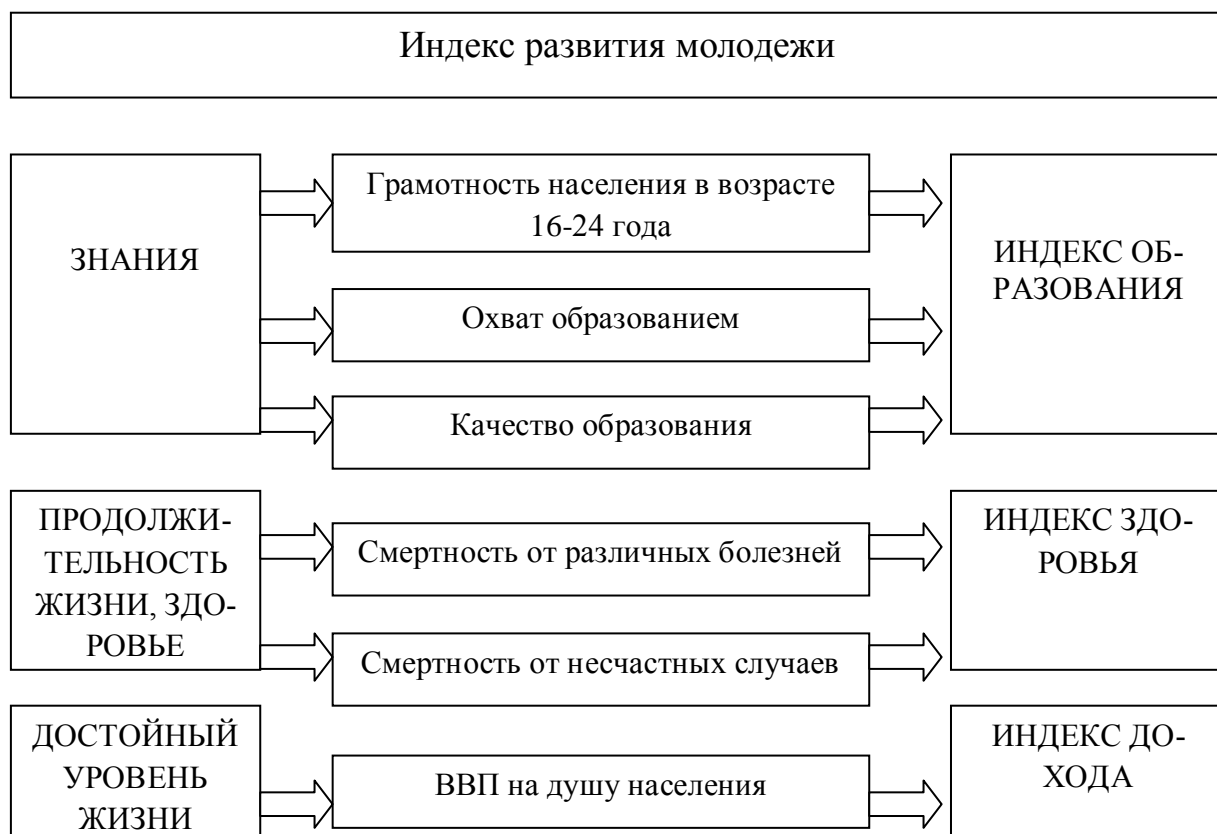 Индекс развития молодежи
ЗНАНИЯ
Грамотность населения в возрасте
16-24 года
Охват образованием
Качество образования
ИНДЕКС ОБ-
РАЗОВАНИЯ
ПРОДОЛЖИ-
ТЕЛЬНОСТЬ
ЖИЗНИ, ЗДО-
РОВЬЕ
Смертность от различных болезней
Смертность от несчастных случаев
ИНДЕКС ЗДО-
РОВЬЯ
ДОСТОЙНЫЙ
УРОВЕНЬ
ЖИЗНИ
ВВП на душу населения
ИНДЕКС ДО-
ХОДА